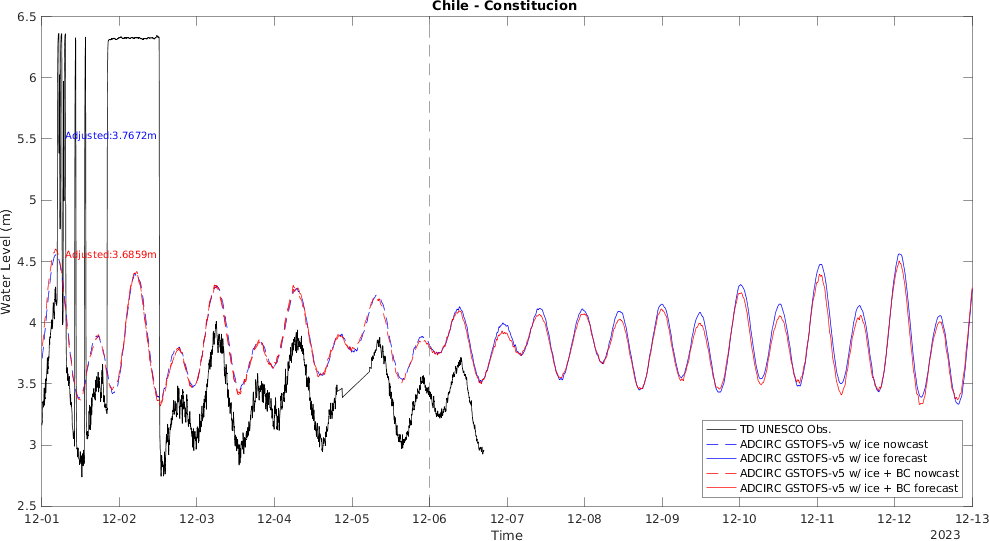 Chile - Constitucion
6.5
6
5.5
5
4.5
4
3.5
3
2.5
Water Level (m)
Adjusted:3.7672m
Adjusted:3.6859m
TD UNESCO Obs.
ADCIRC GSTOFS-v5 w/ ice nowcast
ADCIRC GSTOFS-v5 w/ ice forecast
ADCIRC GSTOFS-v5 w/ ice + BC nowcast
ADCIRC GSTOFS-v5 w/ ice + BC forecast
12-01 12-02 12-03 12-04 12-05 12-06 12-07 12-08 12-09 12-10 12-11 12-12 12-13
Time
2023